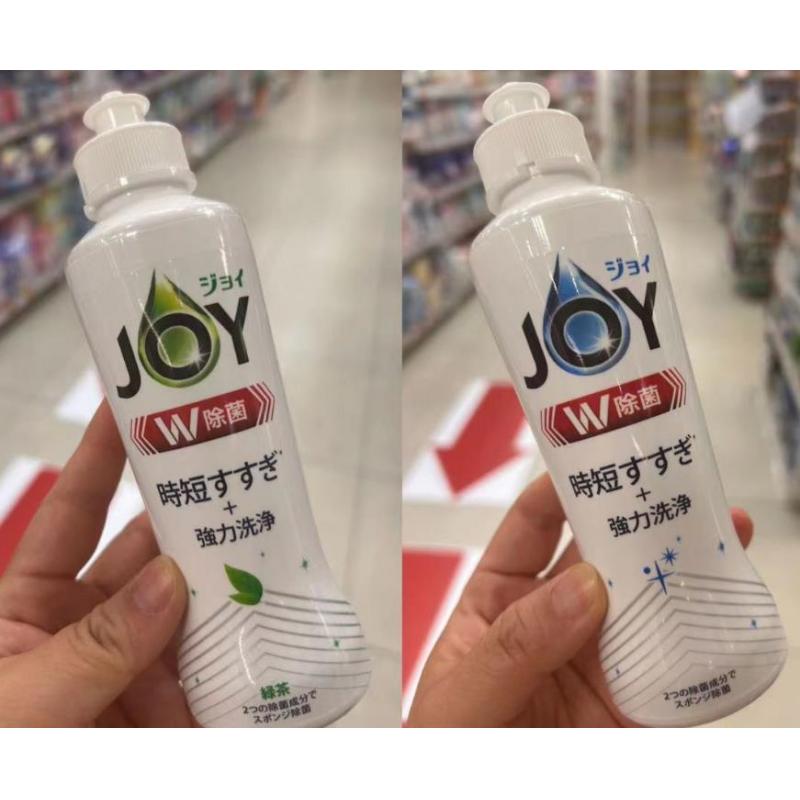 ジョイ
JOY
W除菌
時短すすぎ
+
強力洗浄
緑茶
2つの除菌成分で
スポンジ除菌
ジョイ
JOY
W除菌
時短すすぎ
+
強力洗浄
2つの除菌成分で
スポンジ除菌